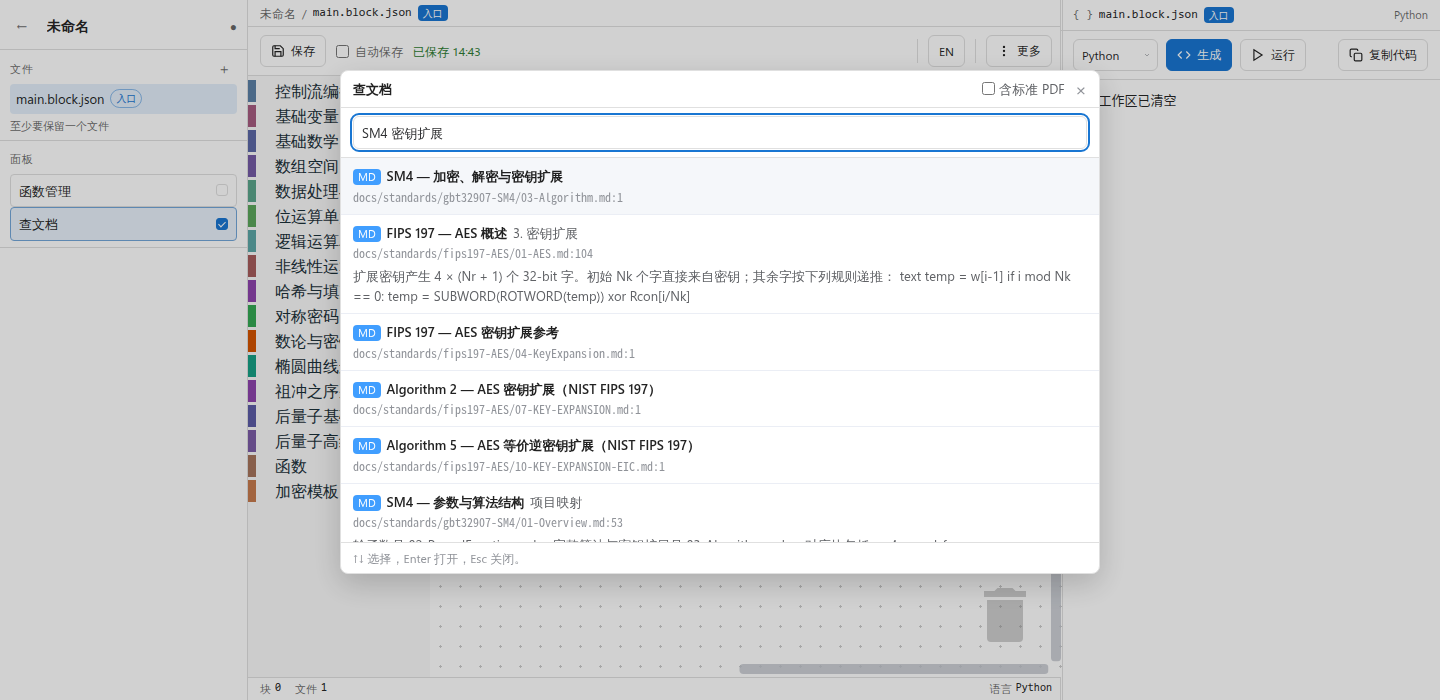 ← 未命名
文件 +
main.block.json 入口
至少要保留一个文件
面板
函数管理
查文档
未命名 / main.block.json 入口
保存 自动保存 已保存 14:43 EN 更多
控制流编
基础变量
基础数学
数组空间
数据处理
位运算单
逻辑运算
非线性运
哈希与填
对称密码
数论与密
椭圆曲线
祖冲之序
后量子基
后量子高
函数
加密模板
查文档 含标准 PDF ×
SM4 密钥扩展
MD SM4 — 加密、解密与密钥扩展
docs/standards/gbt32907-SM4/03-Algorithm.md:1
MD FIPS 197 — AES 概述 3. 密钥扩展
docs/standards/fips197-AES/01-AES.md:104
扩展密钥产生 4 × (Nr + 1) 个 32-bit 字。初始 Nk 个字直接来自密钥；其余字按下列规则递推： text temp = w[i-1] if i mod Nk
== 0: temp = SUBWORD(ROTWORD(temp)) xor Rcon[i/Nk]
MD FIPS 197 — AES 密钥扩展参考
docs/standards/fips197-AES/04-KeyExpansion.md:1
MD Algorithm 2 — AES 密钥扩展（NIST FIPS 197）
docs/standards/fips197-AES/07-KEY-EXPANSION.md:1
MD Algorithm 5 — AES 等价逆密钥扩展（NIST FIPS 197）
docs/standards/fips197-AES/10-KEY-EXPANSION-EIC.md:1
MD SM4 — 参数与算法结构 项目映射
docs/standards/gbt32907-SM4/01-Overview.md:53
↑↓ 选择，Enter 打开，Esc 关闭。
{ } main.block.json 入口 Python
Python 生成 运行 复制代码
工作区已清空
块 0 文件 1 语言 Python